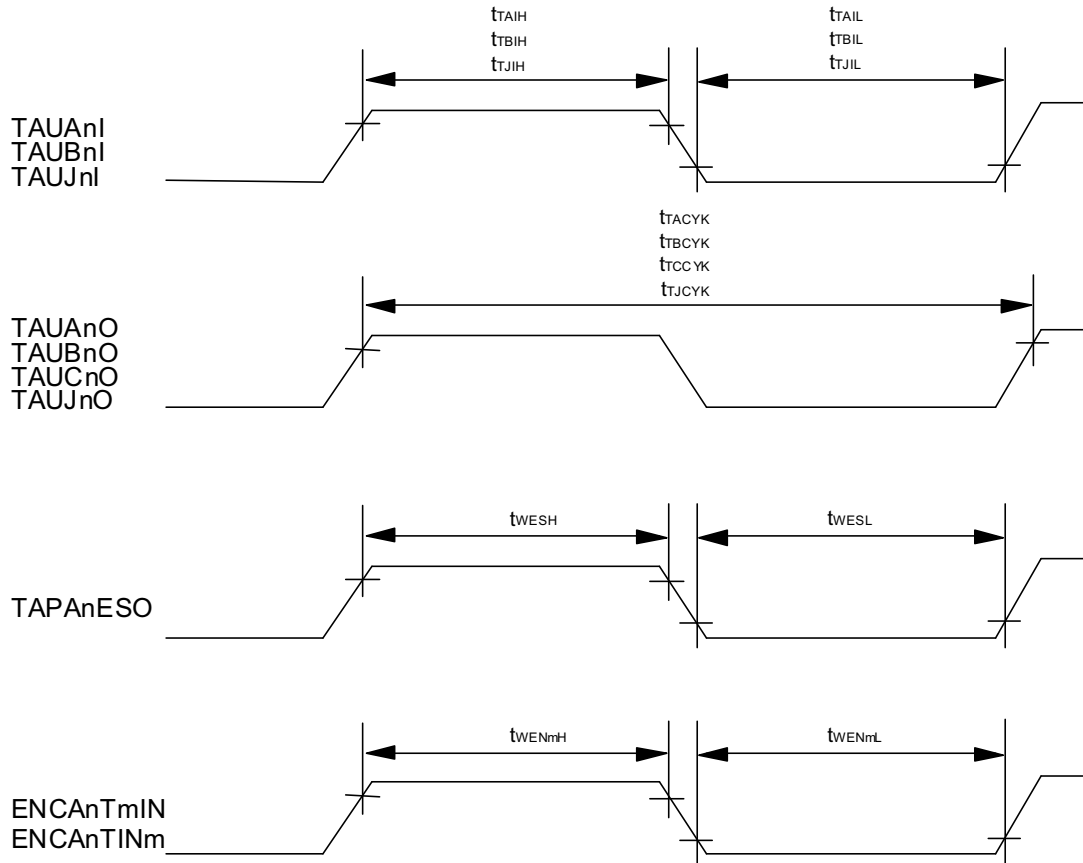 tTAIH
tTBIH
tTJIH
tTAIL
tTBIL
tTJIL
TAUAnI
TAUBnI
TAUJnI
tTACYK
tTBCYK
tTCCYK
tTJCYK
TAUAnO
TAUBnO
TAUCnO
TAUJnO
tWESH
tWESL
TAPAnESO
tWENmH
tWENmL
ENCAnTmIN
ENCAnTINm